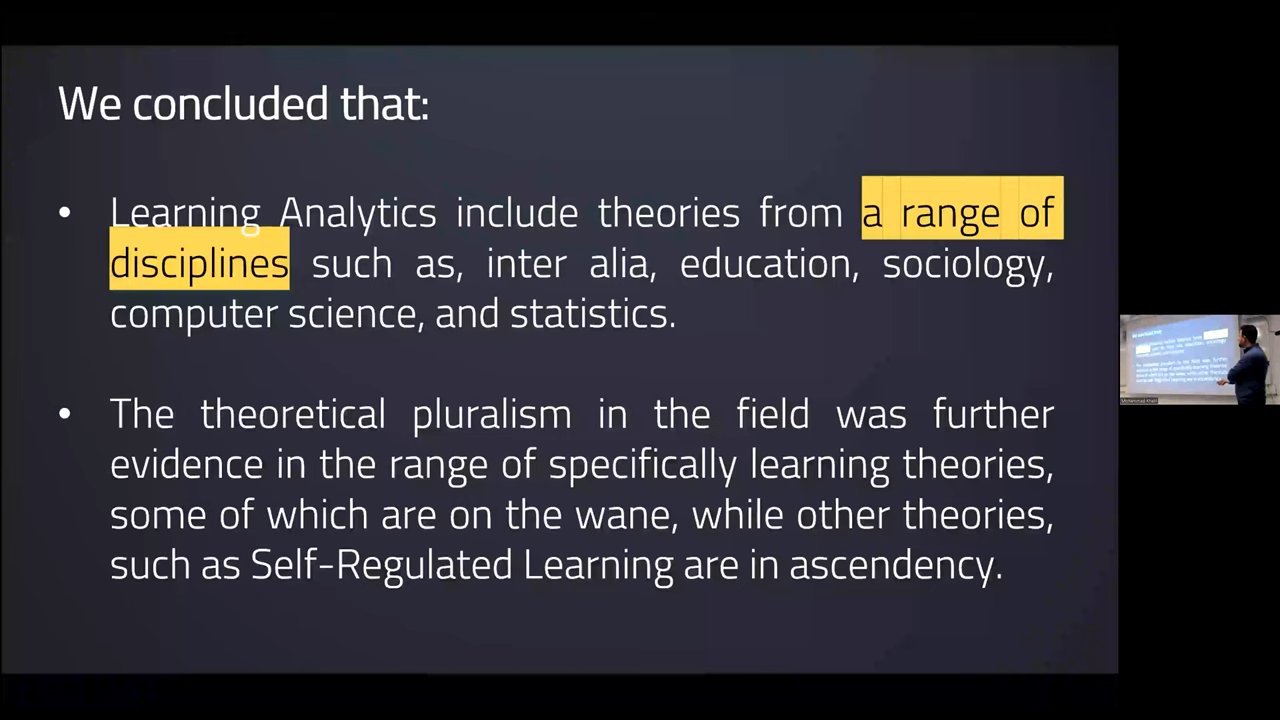 We concluded that:
• Learning Analytics include theories from a range of
disciplines such as, inter alia, education, sociology,
computer science, and statistics.
• The theoretical pluralism in the field was further
evidence in the range of specifically learning theories,
some of which are on the wane, while other theories,
such as Self-Regulated Learning are in ascendency.